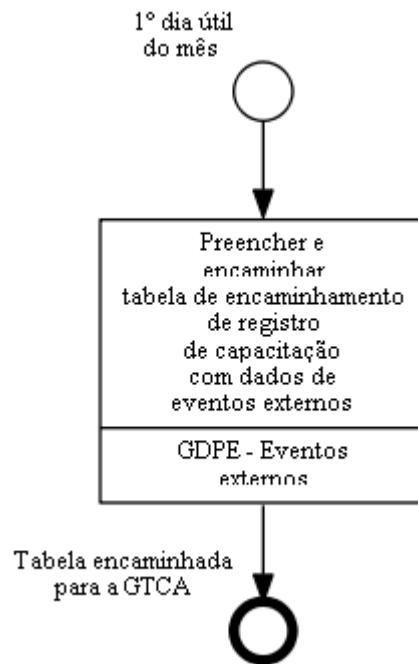 1º dia útil
do mês
Preencher e
encaminhar
tabela de encaminhamento
de registro
de capacitação
com dados de
eventos externos
GDPE - Eventos
externos
Tabela encaminhada
para a GTCA